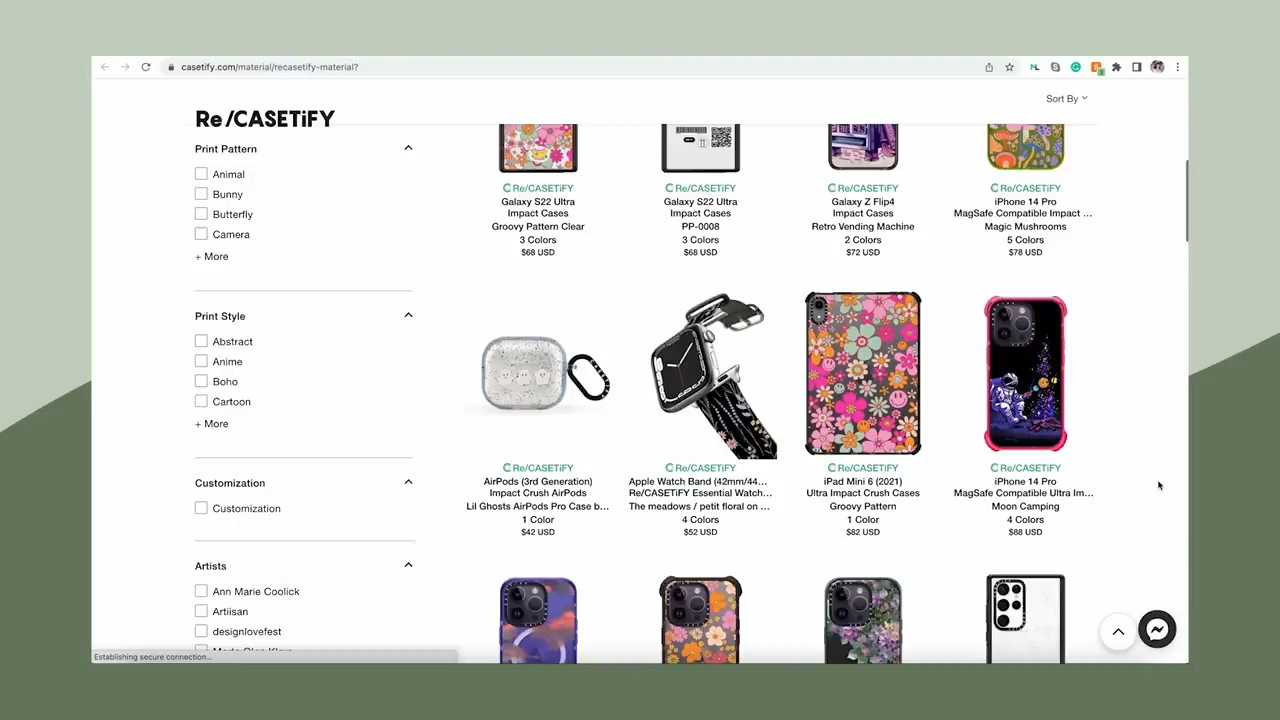 casetify.com/material/recasetify-material?
Re/CASETiFY
Sort By
Print Pattern
Animal
Bunny
Butterfly
Camera
+ More
Print Style
Abstract
Anime
Boho
Cartoon
+ More
Customization
Customization
Artists
Ann Marie Coolick
Artiisan
designlovefest
Re/CASETiFY
Galaxy S22 Ultra
Impact Cases
Groovy Pattern Clear
3 Colors
$68 USD
Re/CASETiFY
Galaxy S22 Ultra
Impact Cases
PP-0008
3 Colors
$68 USD
Re/CASETiFY
Galaxy Z Flip4
Impact Cases
Retro Vending Machine
2 Colors
$72 USD
Re/CASETiFY
iPhone 14 Pro
MagSafe Compatible Impact ...
Magic Mushrooms
5 Colors
$78 USD
Re/CASETiFY
AirPods (3rd Generation)
Impact Crush AirPods
Lil Ghosts AirPods Pro Case b...
1 Color
$42 USD
Re/CASETiFY
Apple Watch Band (42mm/44...
Re/CASETiFY Essential Watch...
The meadows / petit floral on ...
4 Colors
$52 USD
Re/CASETiFY
iPad Mini 6 (2021)
Ultra Impact Crush Cases
Groovy Pattern
1 Color
$82 USD
Re/CASETiFY
iPhone 14 Pro
MagSafe Compatible Ultra Im...
Moon Camping
4 Colors
$88 USD
Establishing secure connection...